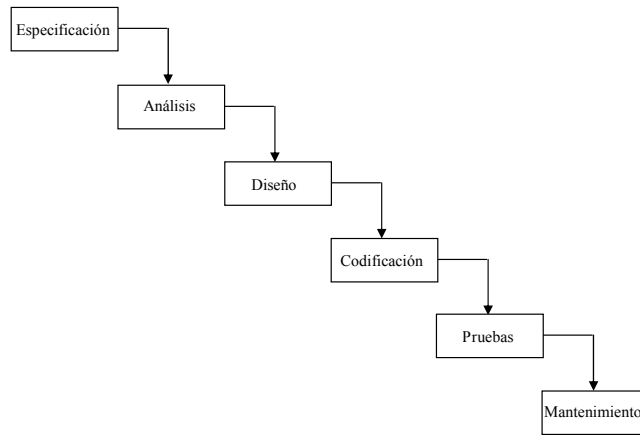 Especificación
Análisis
Diseño
Codificación
Pruebas
Mantenimiento